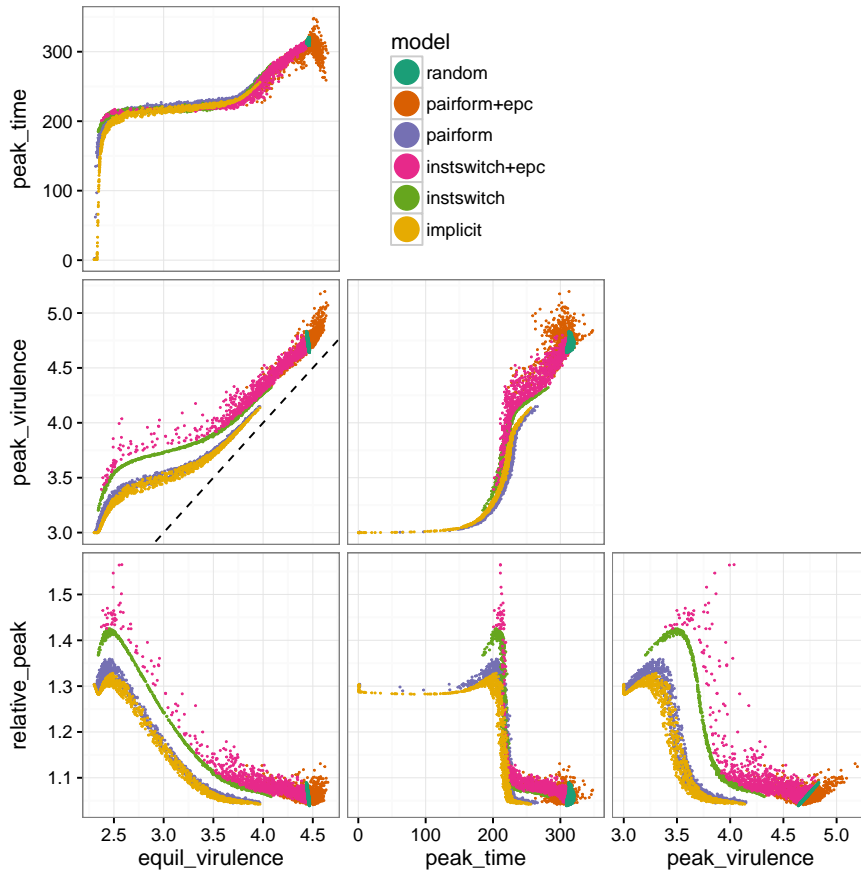 model
random
pairform+epc
pairform
instswitch+epc
instswitch
implicit
peak_time
300
200
100
0
peak_virulence
5.0
4.5
4.0
3.5
3.0
relative_peak
1.5
1.4
1.3
1.2
1.1
2.5 3.0 3.5 4.0 4.5
0 100 200 300
3.0 3.5 4.0 4.5 5.0
equil_virulence
peak_time
peak_virulence